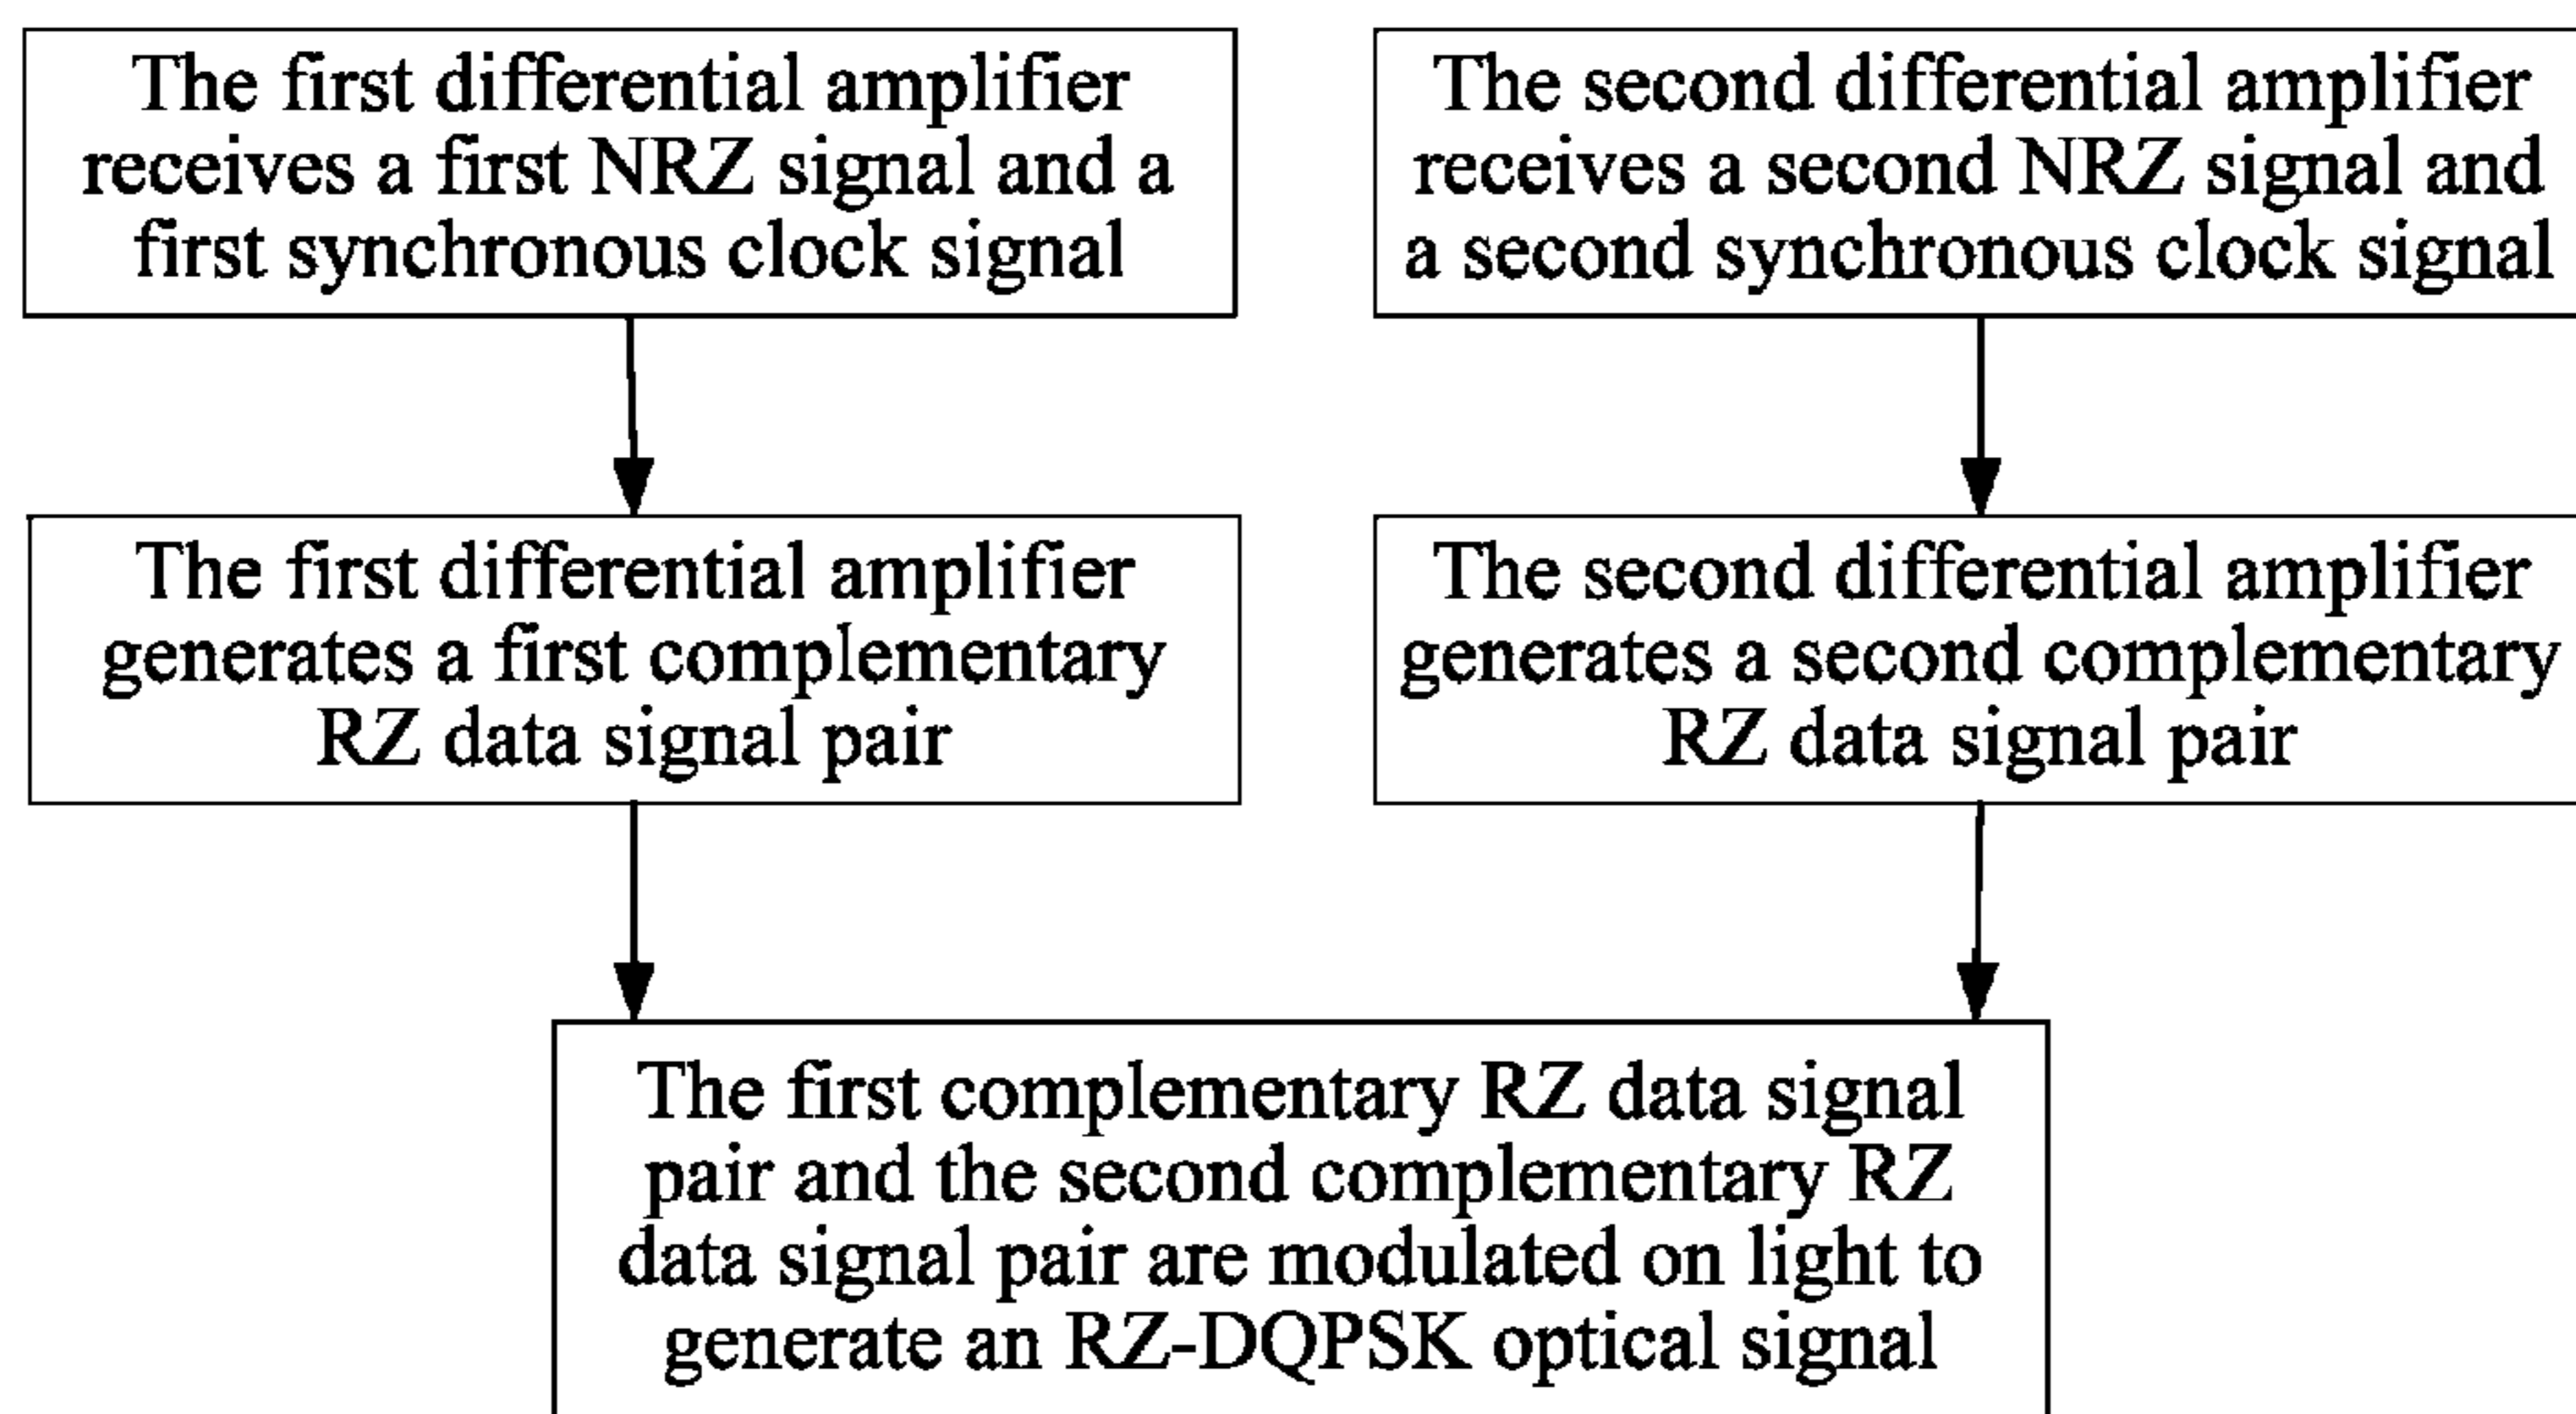 The first differential amplifier
receives a first NRZ signal and a
first synchronous clock signal
The second differential amplifier
receives a second NRZ signal and
a second synchronous clock signal
The first differential amplifier
generates a first complementary
RZ data signal pair
The second differential amplifier
generates a second complementary
RZ data signal pair
The first complementary RZ data signal
pair and the second complementary RZ
data signal pair are modulated on light to
generate an RZ-DQPSK optical signal